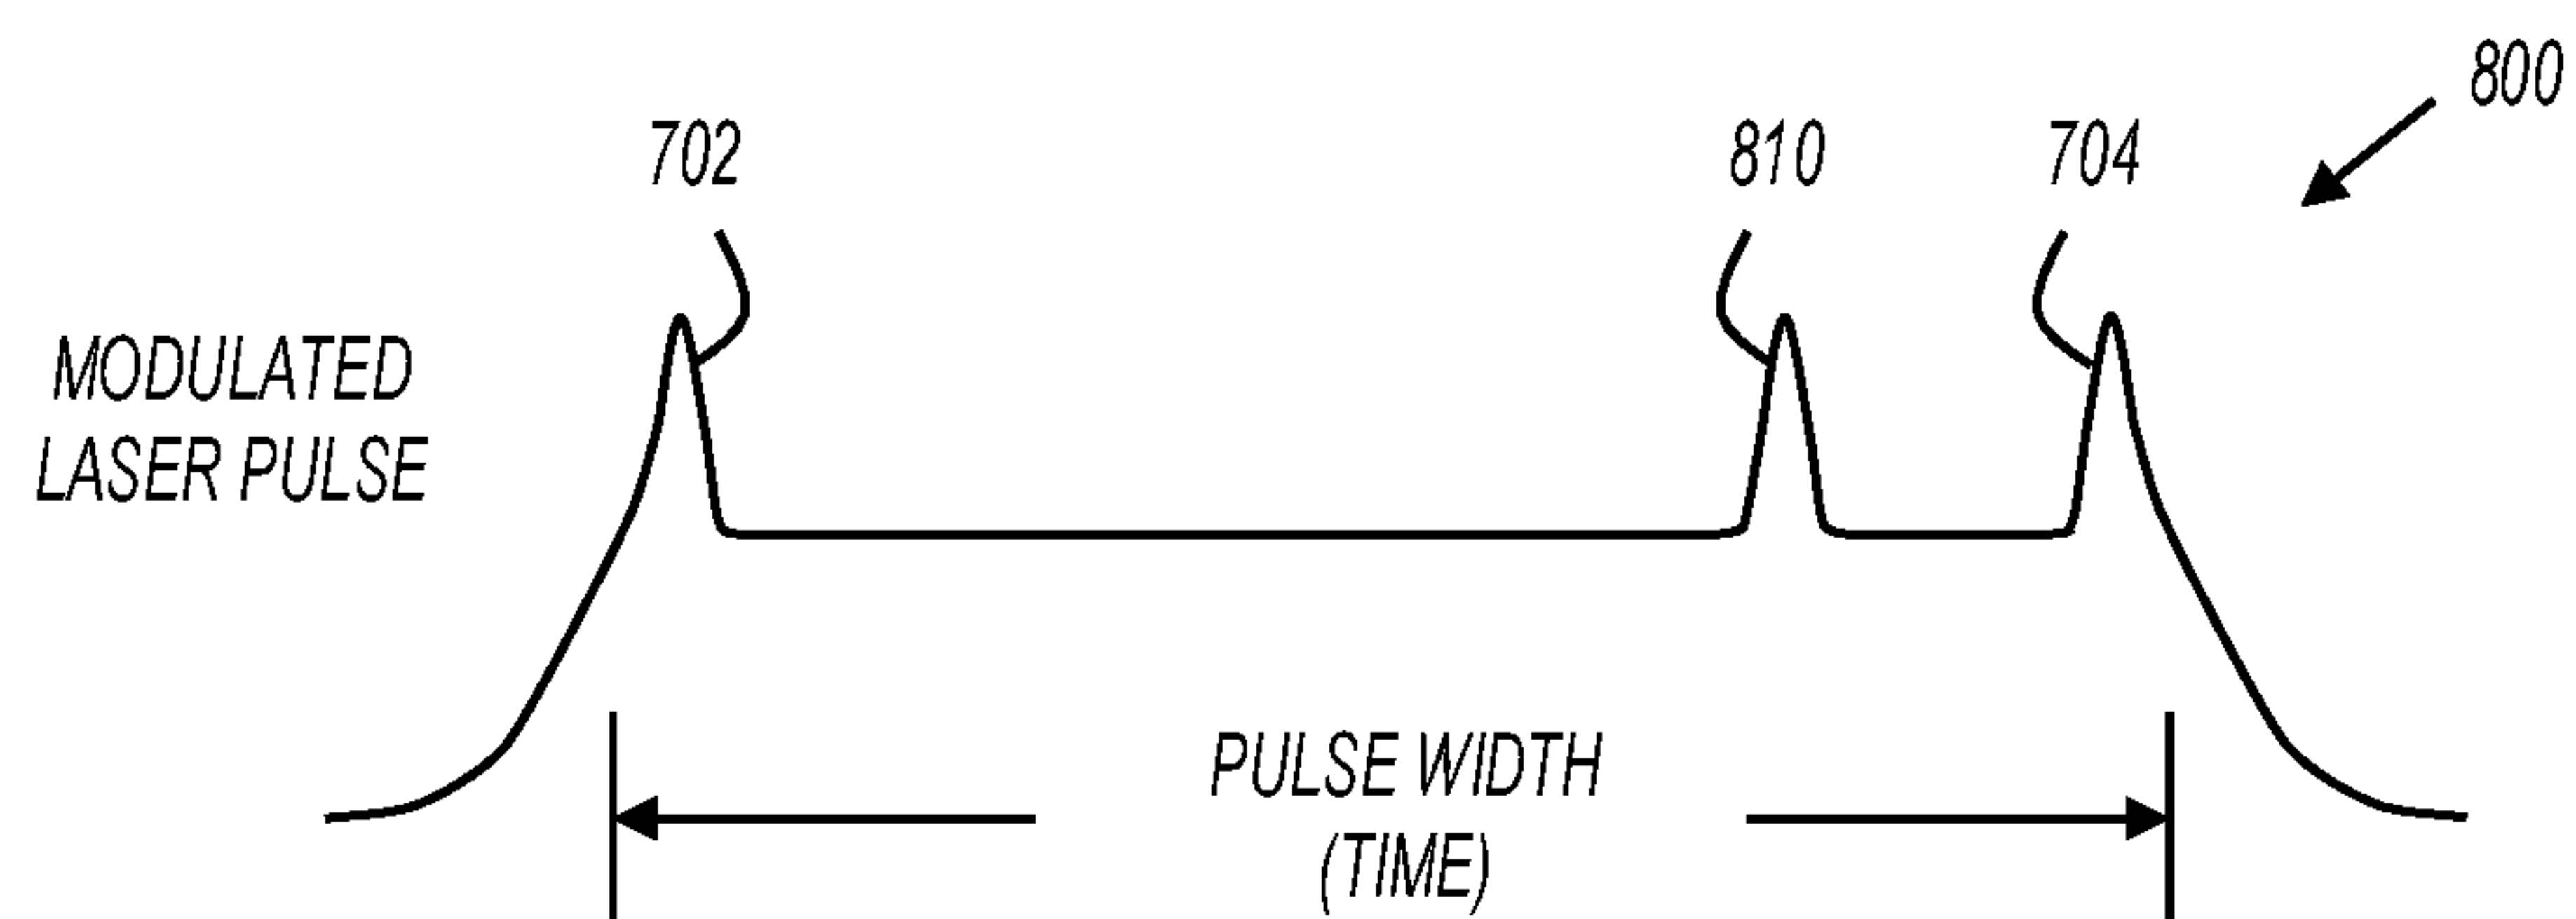 800
702
810
704
MODULATED
LASER PULSE
PULSE WIDTH
(TIME)